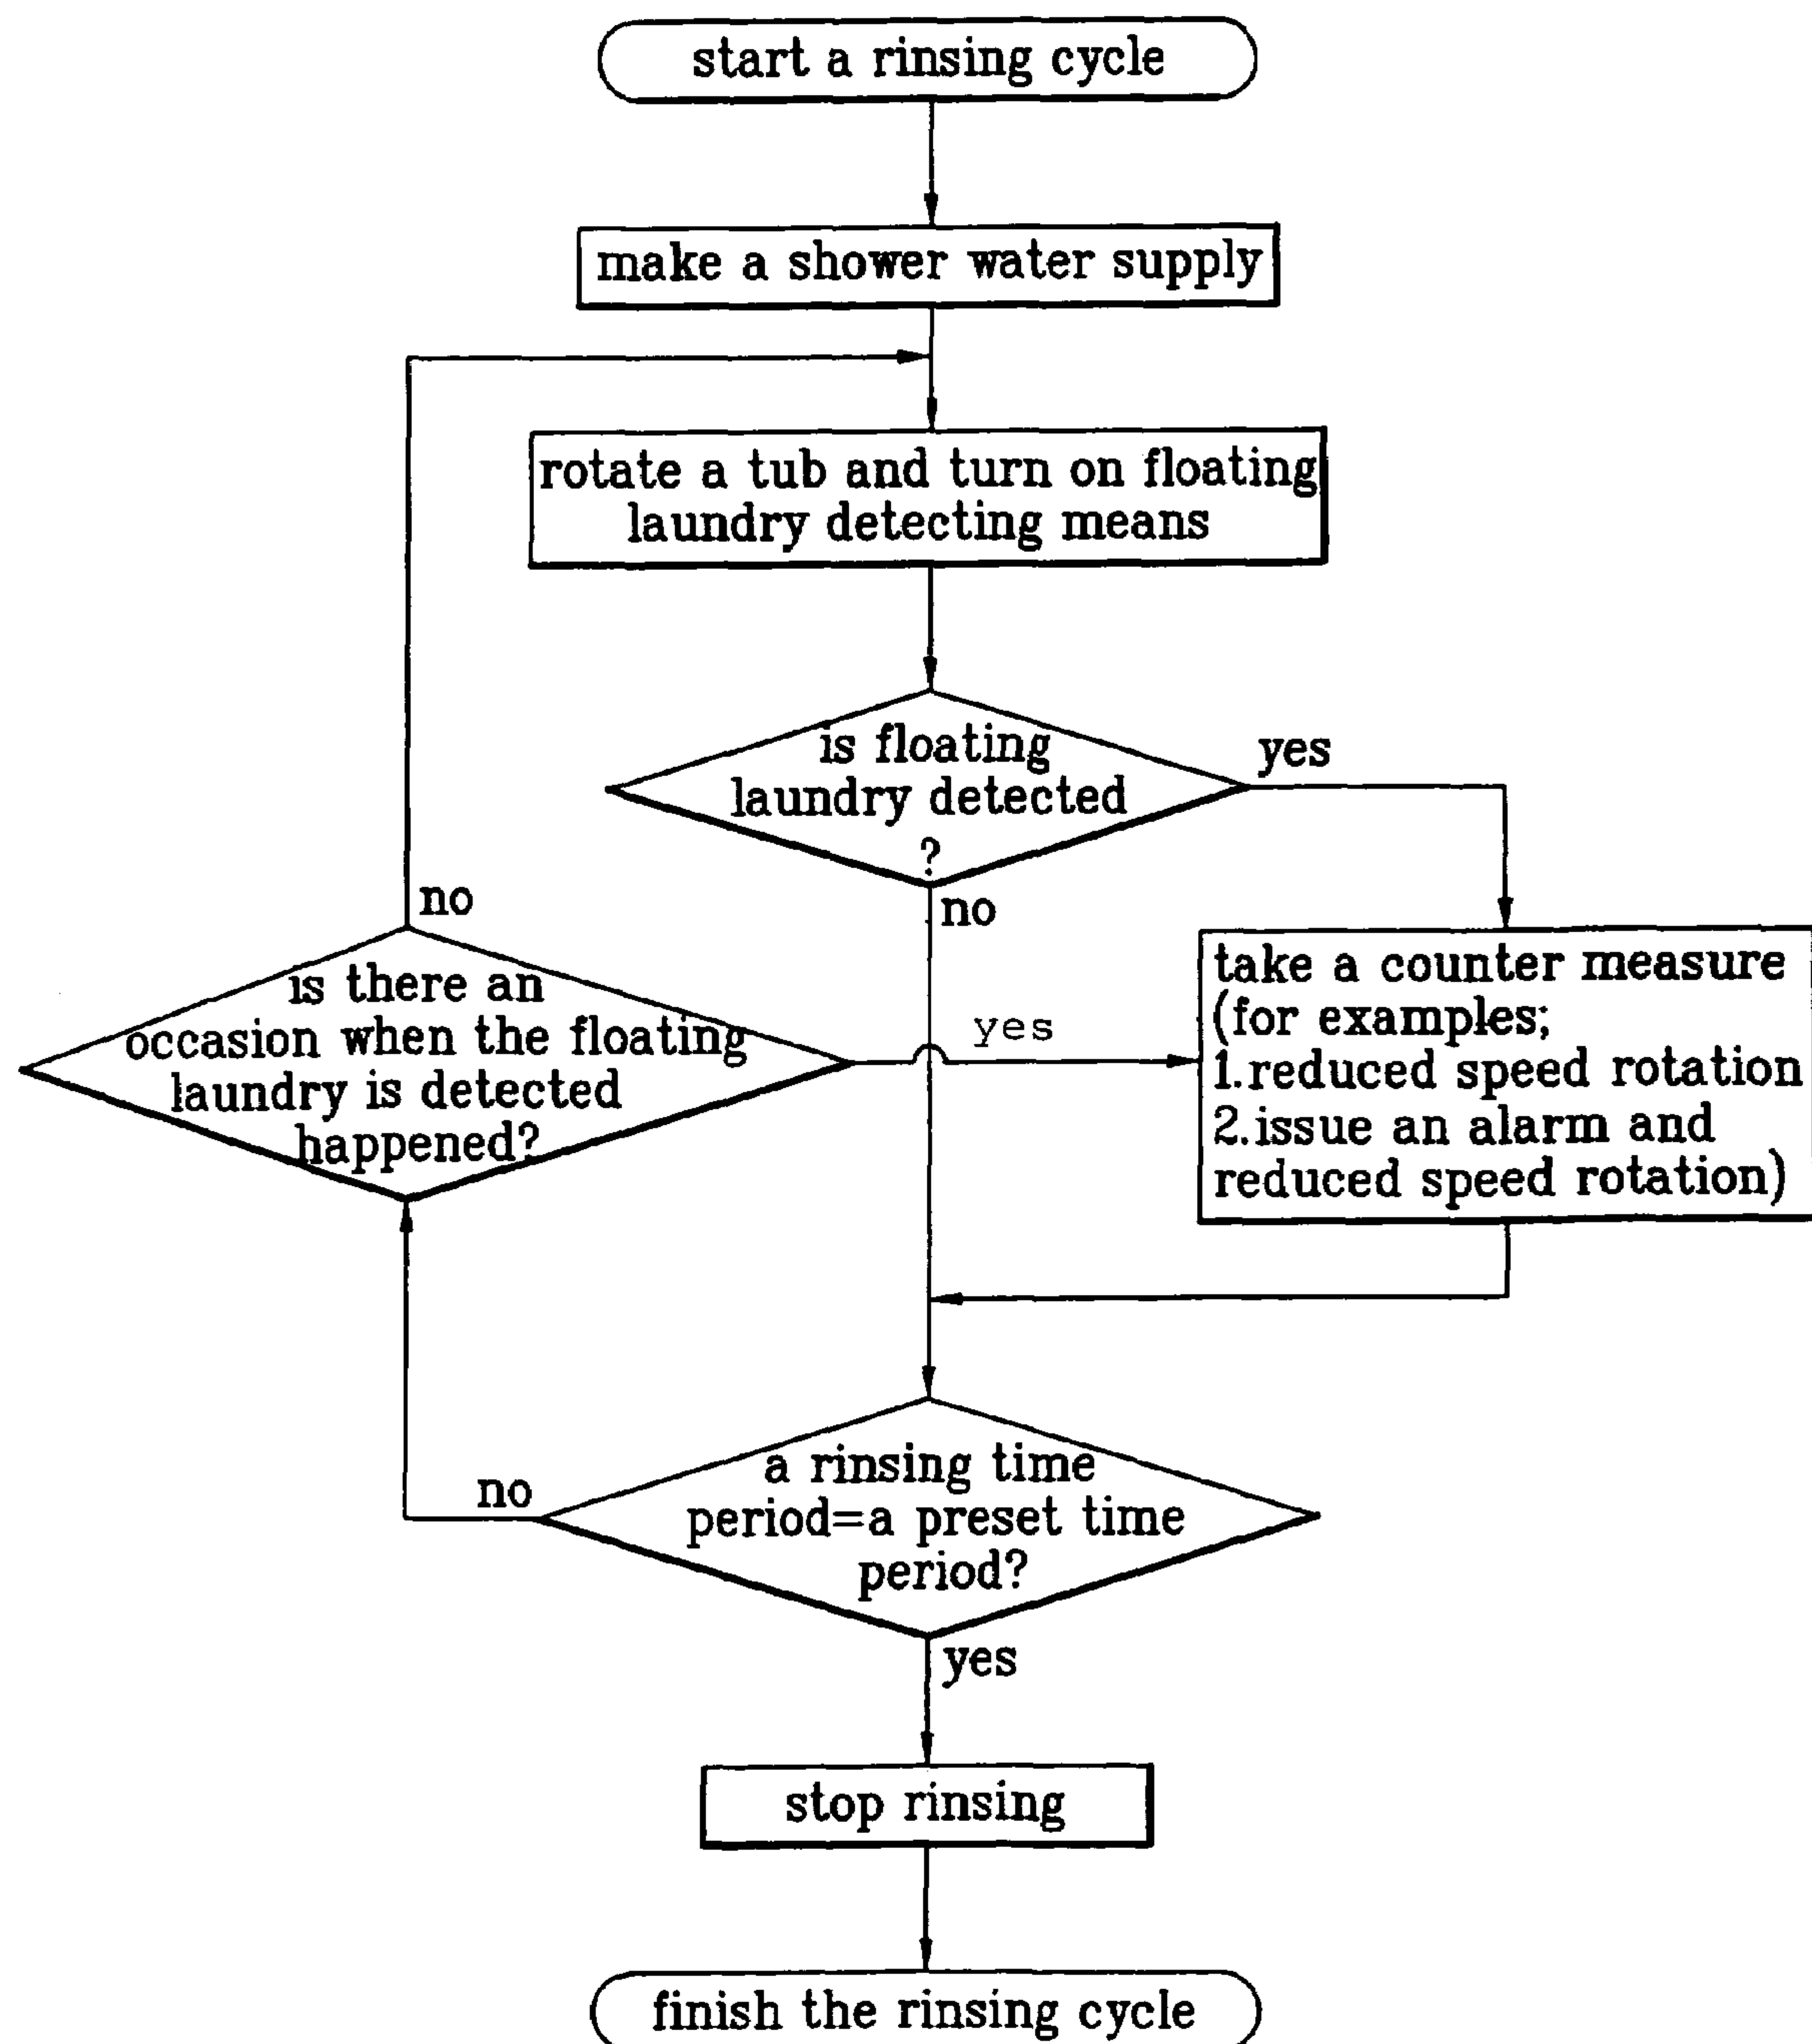 start a rinsing cycle
make a shower water supply
rotate a tub and turn on floating
laundry detecting means
is floating
laundry detected
?
yes
no
no
is there an
occasion when the floating
laundry is detected
happened?
yes
take a counter measure
(for examples;
1.reduced speed rotation
2.issue an alarm and
reduced speed rotation)
a rinsing time
period=a preset time
period?
no
yes
stop rinsing
finish the rinsing cycle